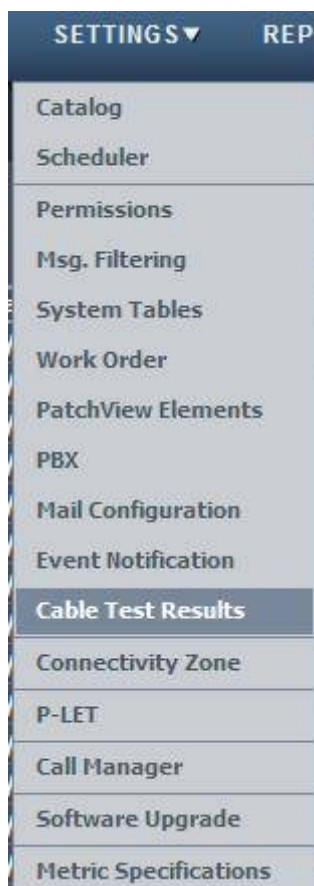 SETTINGS▼ REP
Catalog
Scheduler
Permissions
Msg. Filtering
System Tables
Work Order
PatchView Elements
PBX
Mail Configuration
Event Notification
Cable Test Results
Connectivity Zone
P-LET
Call Manager
Software Upgrade
Metric Specifications